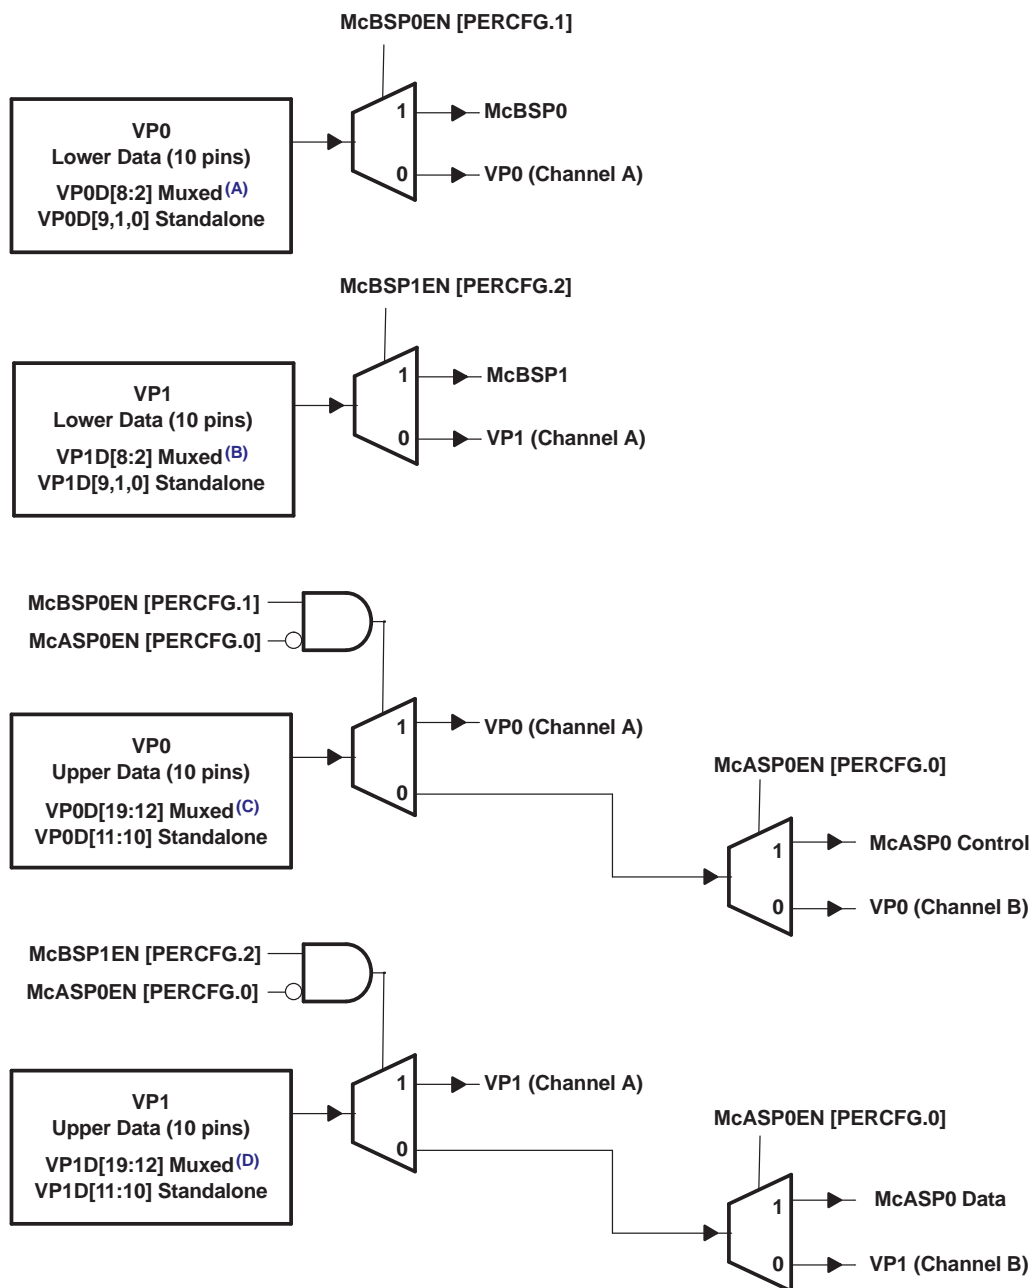 McBSP0EN [PERCFG.1]
VP0
Lower Data (10 pins)
VP0D[8:2] Muxed(A)
VP0D[9,1,0] Standalone
1
0
McBSP0
VP0 (Channel A)
McBSP1EN [PERCFG.2]
VP1
Lower Data (10 pins)
VP1D[8:2] Muxed(B)
VP1D[9,1,0] Standalone
1
0
McBSP1
VP1 (Channel A)
McBSP0EN [PERCFG.1]
McASP0EN [PERCFG.0]
VP0
Upper Data (10 pins)
VP0D[19:12] Muxed(C)
VP0D[11:10] Standalone
1
0
VP0 (Channel A)
McASP0EN [PERCFG.0]
1
0
McASP0 Control
VP0 (Channel B)
McBSP1EN [PERCFG.2]
McASP0EN [PERCFG.0]
VP1
Upper Data (10 pins)
VP1D[19:12] Muxed(D)
VP1D[11:10] Standalone
1
0
VP1 (Channel A)
McASP0EN [PERCFG.0]
1
0
McASP0 Data
VP1 (Channel B)